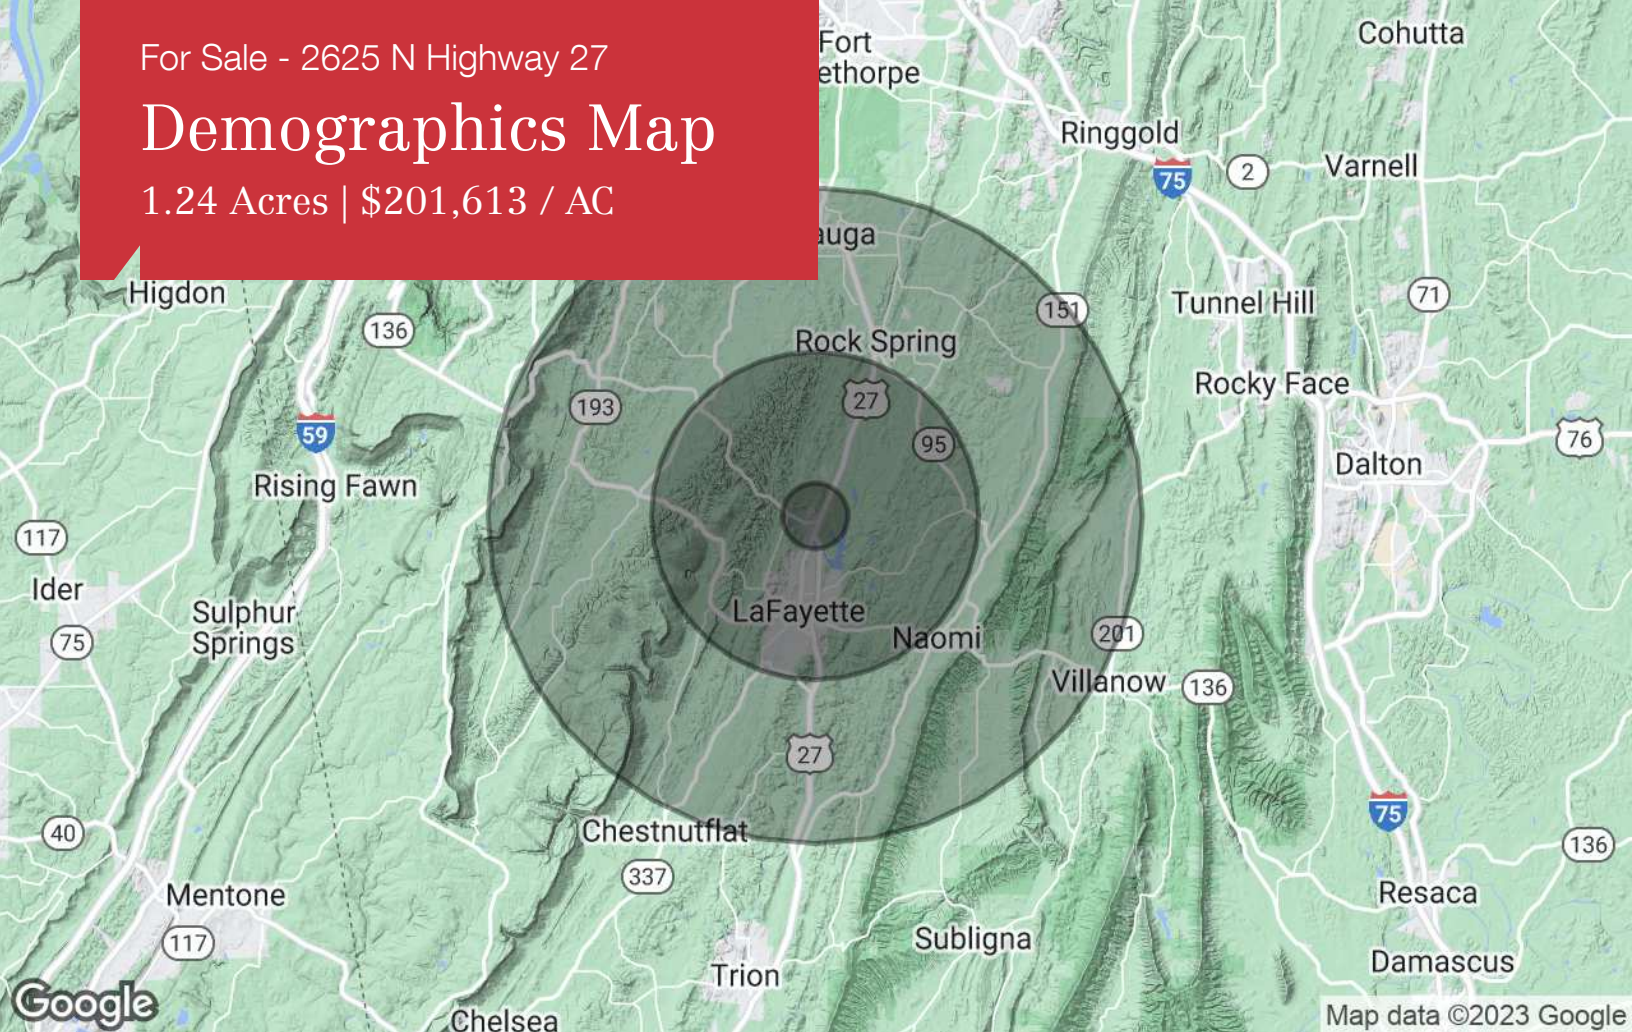 For Sale - 2625 N Highway 27
Demographics Map
1.24 Acres | $201,613 / AC
Cohutta
Fort
ethorpe
Ringgold
75
2
Varnell
auga
Higdon
151
Tunnel Hill
71
136
Rock Spring
Rocky Face
193
27
59
95
76
Dalton
Rising Fawn
117
Ider
Sulphur
Springs
75
LaFayette
Naomi
201
Villanow
136
27
75
40
Chestnutflat
136
337
Mentone
Resaca
117
Subligna
Trion
Damascus
Google
Chelsea
Map data ©2023 Google